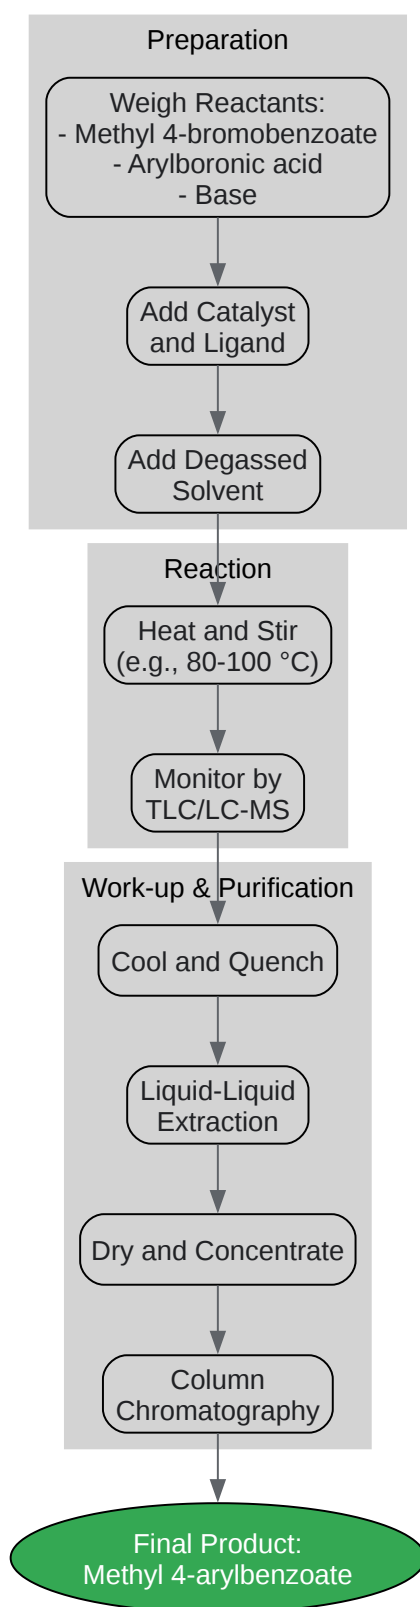 Preparation
Weigh Reactants:
- Methyl 4-bromobenzoate
- Arylboronic acid
- Base
Add Catalyst
and Ligand
Add Degassed
Solvent
Reaction
Heat and Stir
(e.g., 80-100 °C)
Monitor by
TLC/LC-MS
Work-up & Purification
Cool and Quench
Liquid-Liquid
Extraction
Dry and Concentrate
Column
Chromatography
Final Product:
Methyl 4-arylbenzoate